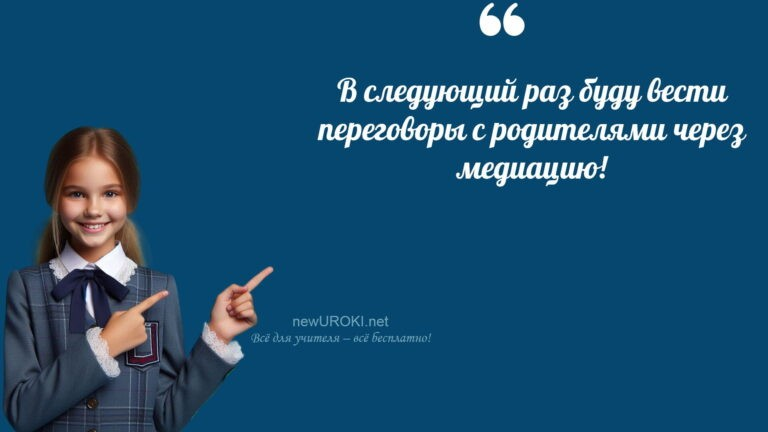 ❝
В следующий раз буду вести
переговоры с родителями через
медиацию!
newUROKI.net
Всё для учителя – всё бесплатно!